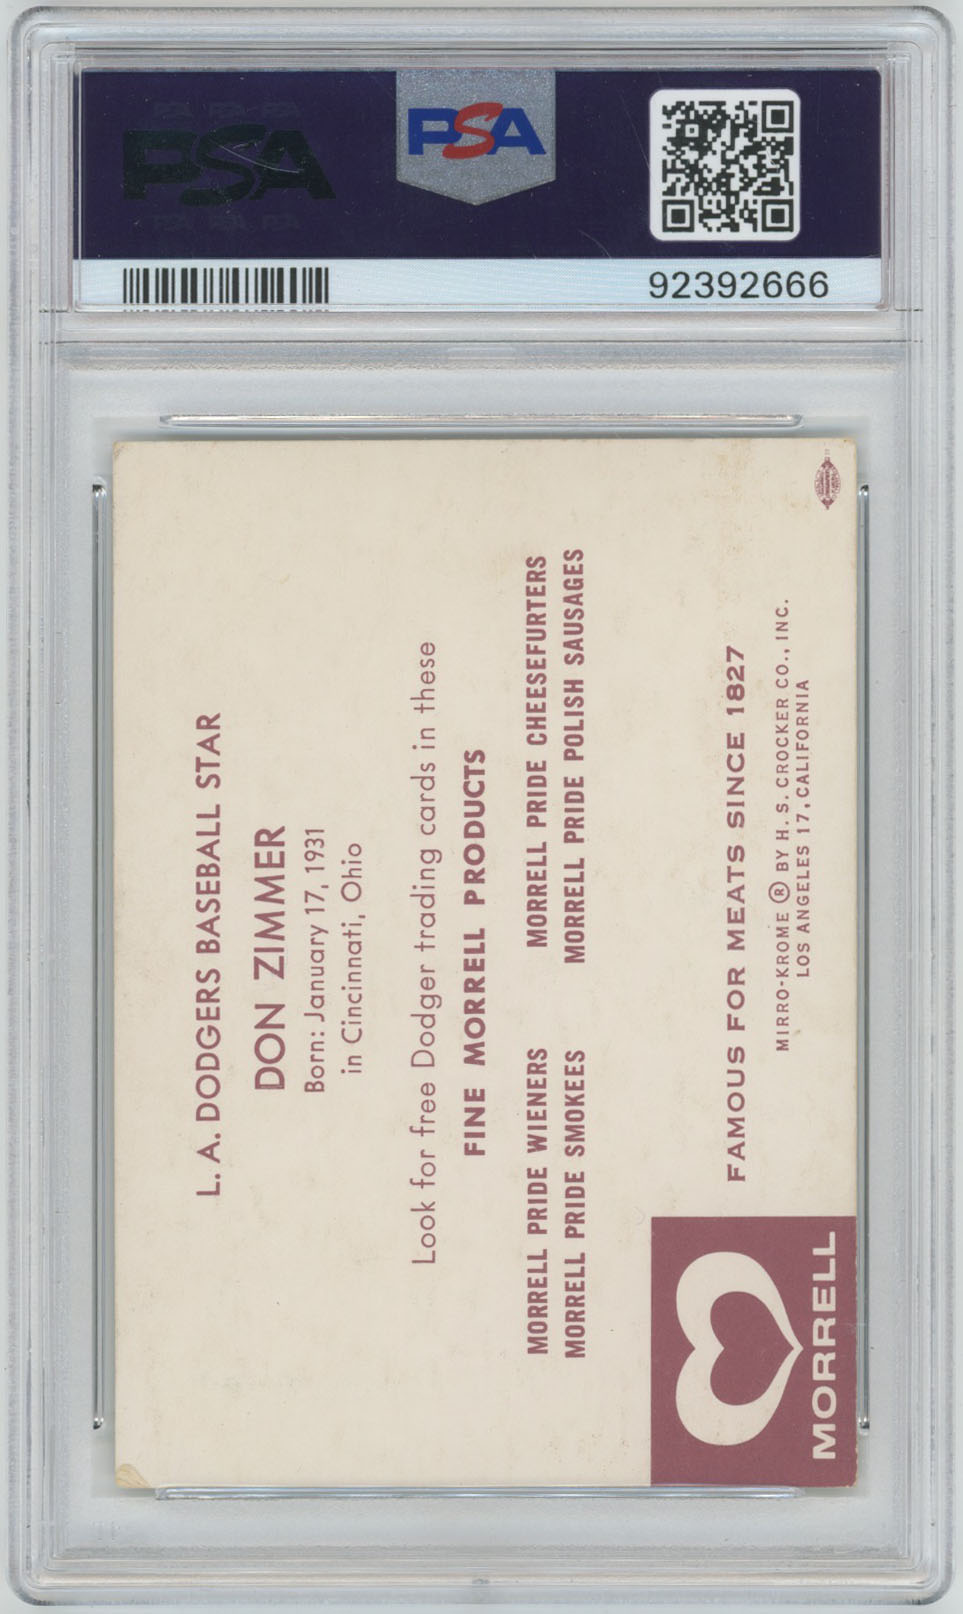 PSA
PSA
92392666
L. A. DODGERS BASEBALL STAR
DON ZIMMER
Born: January 17, 1931
in Cincinnati, Ohio
Look for free Dodger trading cards in these
FINE MORRELL PRODUCTS
MORRELL PRIDE WIENERS MORRELL PRIDE CHEESEFURTERS
MORRELL PRIDE SMOKEES MORRELL PRIDE POLISH SAUSAGES
MORRELL
FAMOUS FOR MEATS SINCE 1827
MIRRO-KROME ® BY H. S. CROCKER CO., INC.
LOS ANGELES 17, CALIFORNIA